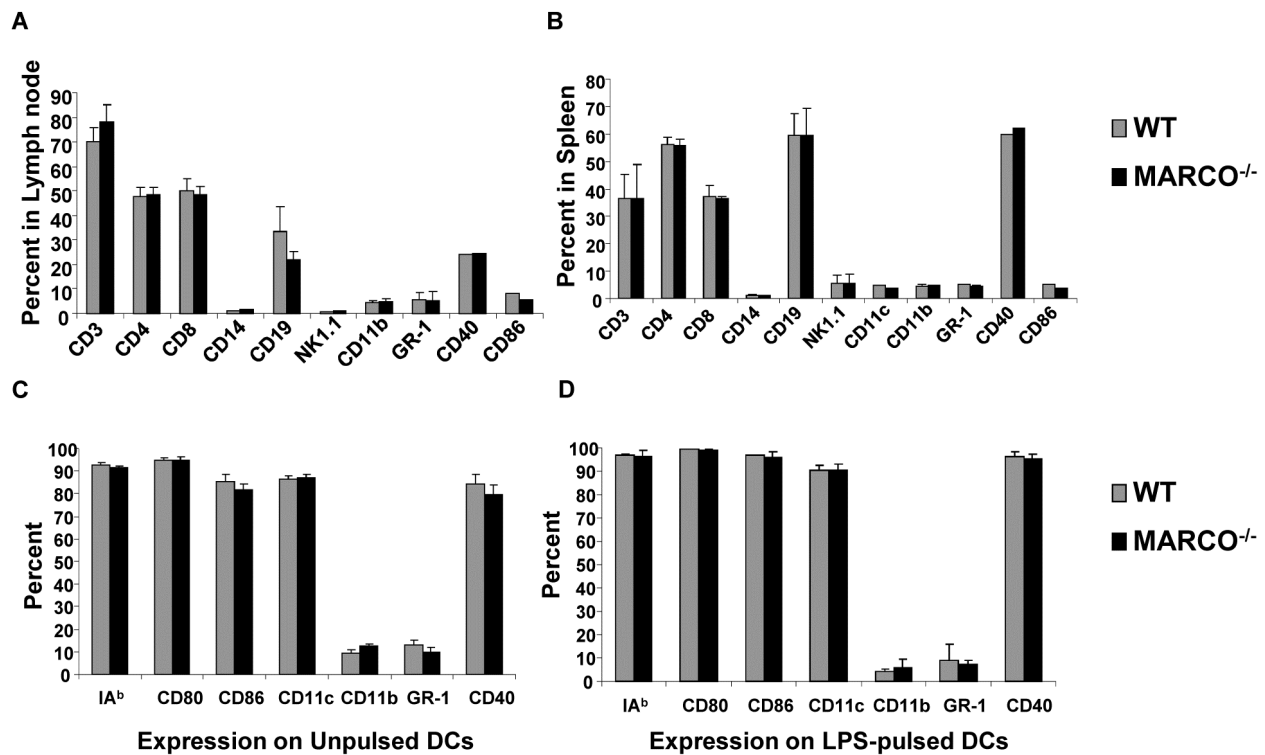 A
Percent in Lymph node
90
80
70
60
50
40
30
20
10
0
CD3
CD4
CD8
CD14
CD19
NK1.1
CD11b
GR-1
CD40
CD86
B
Percent in Spleen
80
70
60
50
40
30
20
10
0
CD3
CD4
CD8
CD14
CD19
NK1.1
CD11c
CD11b
GR-1
CD40
CD86
WT
MARCO-/-
C
Percent
100
90
80
70
60
50
40
30
20
10
0
IAb
CD80
CD86
CD11c
CD11b
GR-1
CD40
Expression on Unpulsed DCs
D
Percent
100
90
80
70
60
50
40
30
20
10
0
IAb
CD80
CD86
CD11c
CD11b
GR-1
CD40
Expression on LPS-pulsed DCs
WT
MARCO-/-